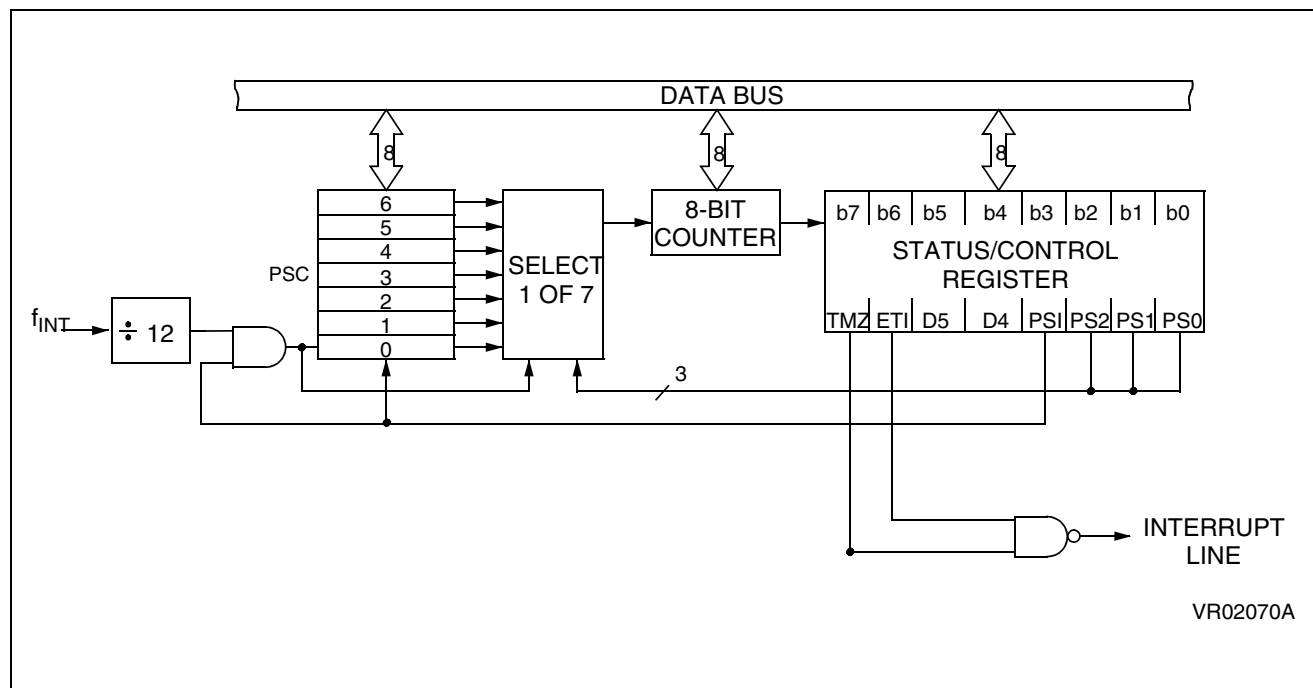 DATA BUS
8
8
8
6
5
4
3
2
1
0
PSC
SELECT
1 OF 7
8-BIT
COUNTER
b7 b6 b5 b4 b3 b2 b1 b0
STATUS/CONTROL
REGISTER
TMZ ETI D5 D4 PSI PS2 PS1 PS0
fINT
÷ 12
3
INTERRUPT
LINE
VR02070A